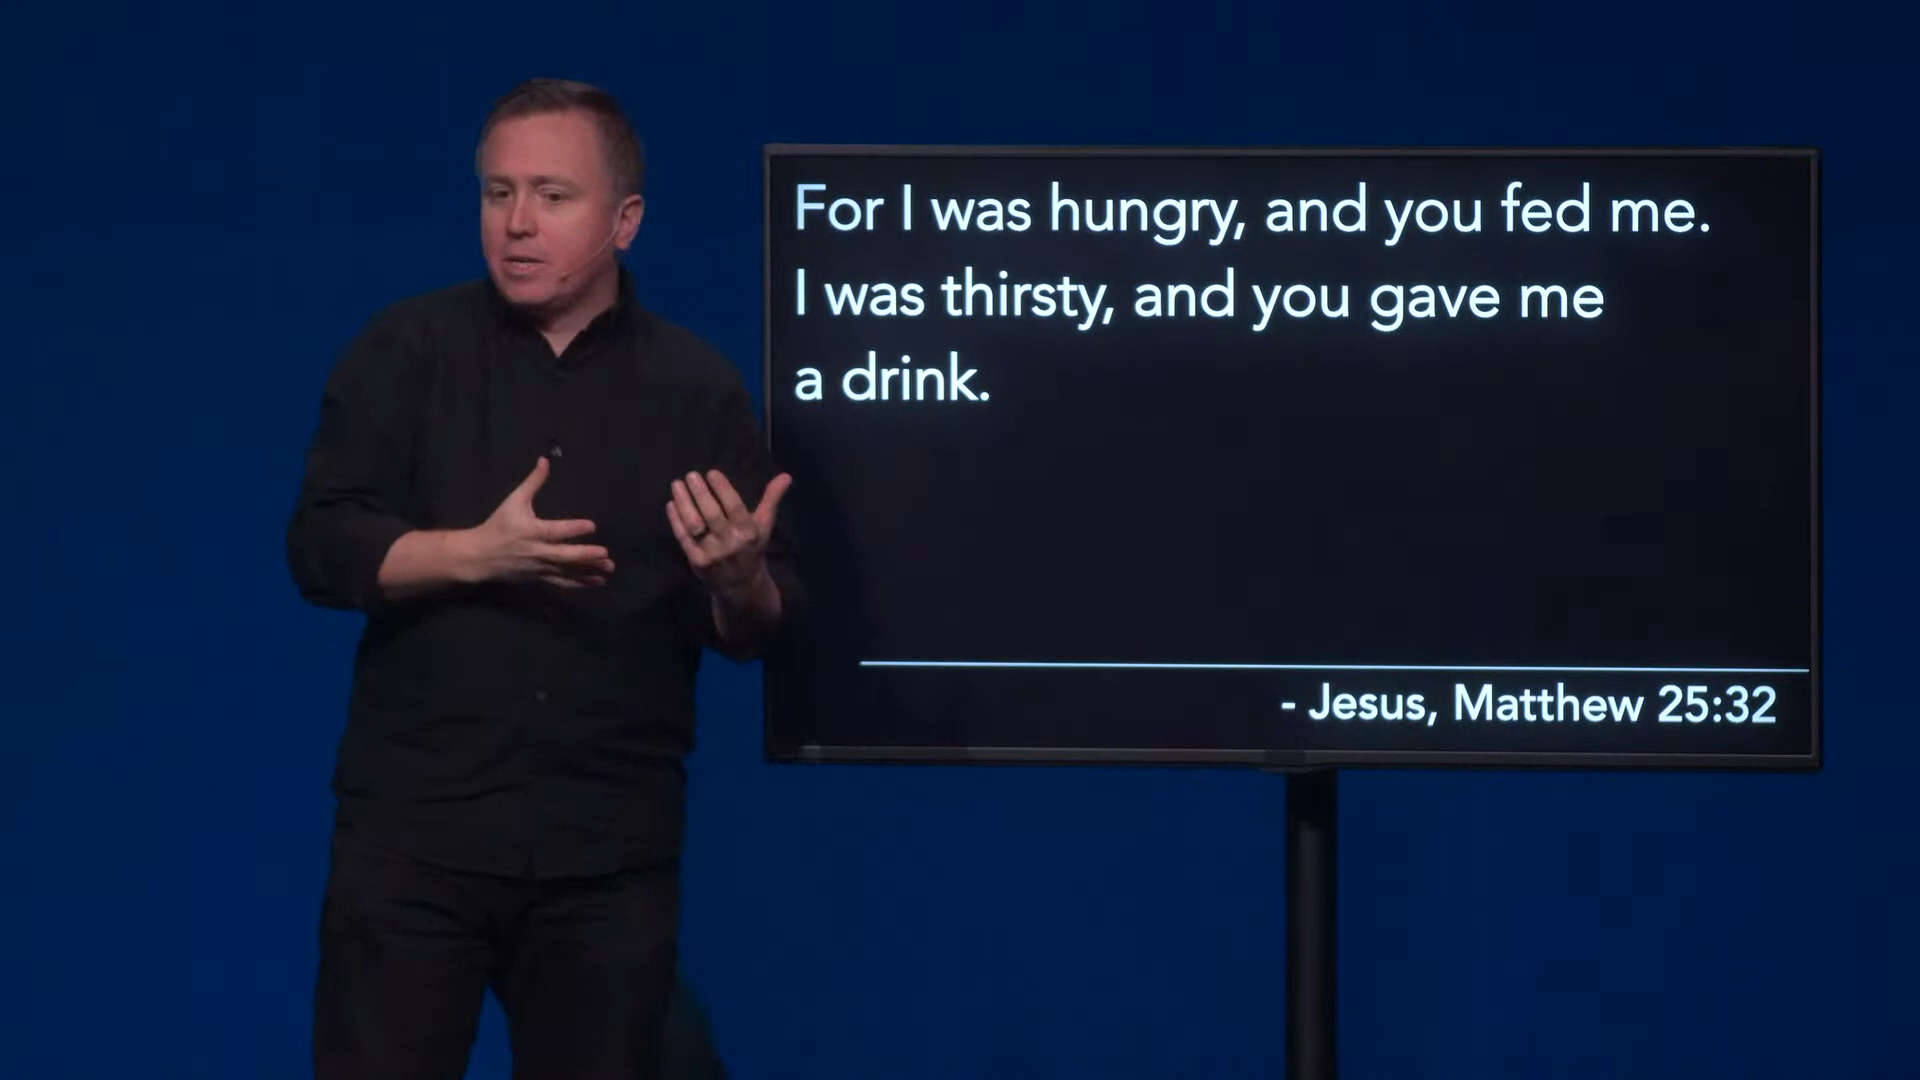 For I was hungry, and you fed me.
I was thirsty, and you gave me
a drink.
- Jesus, Matthew 25:32